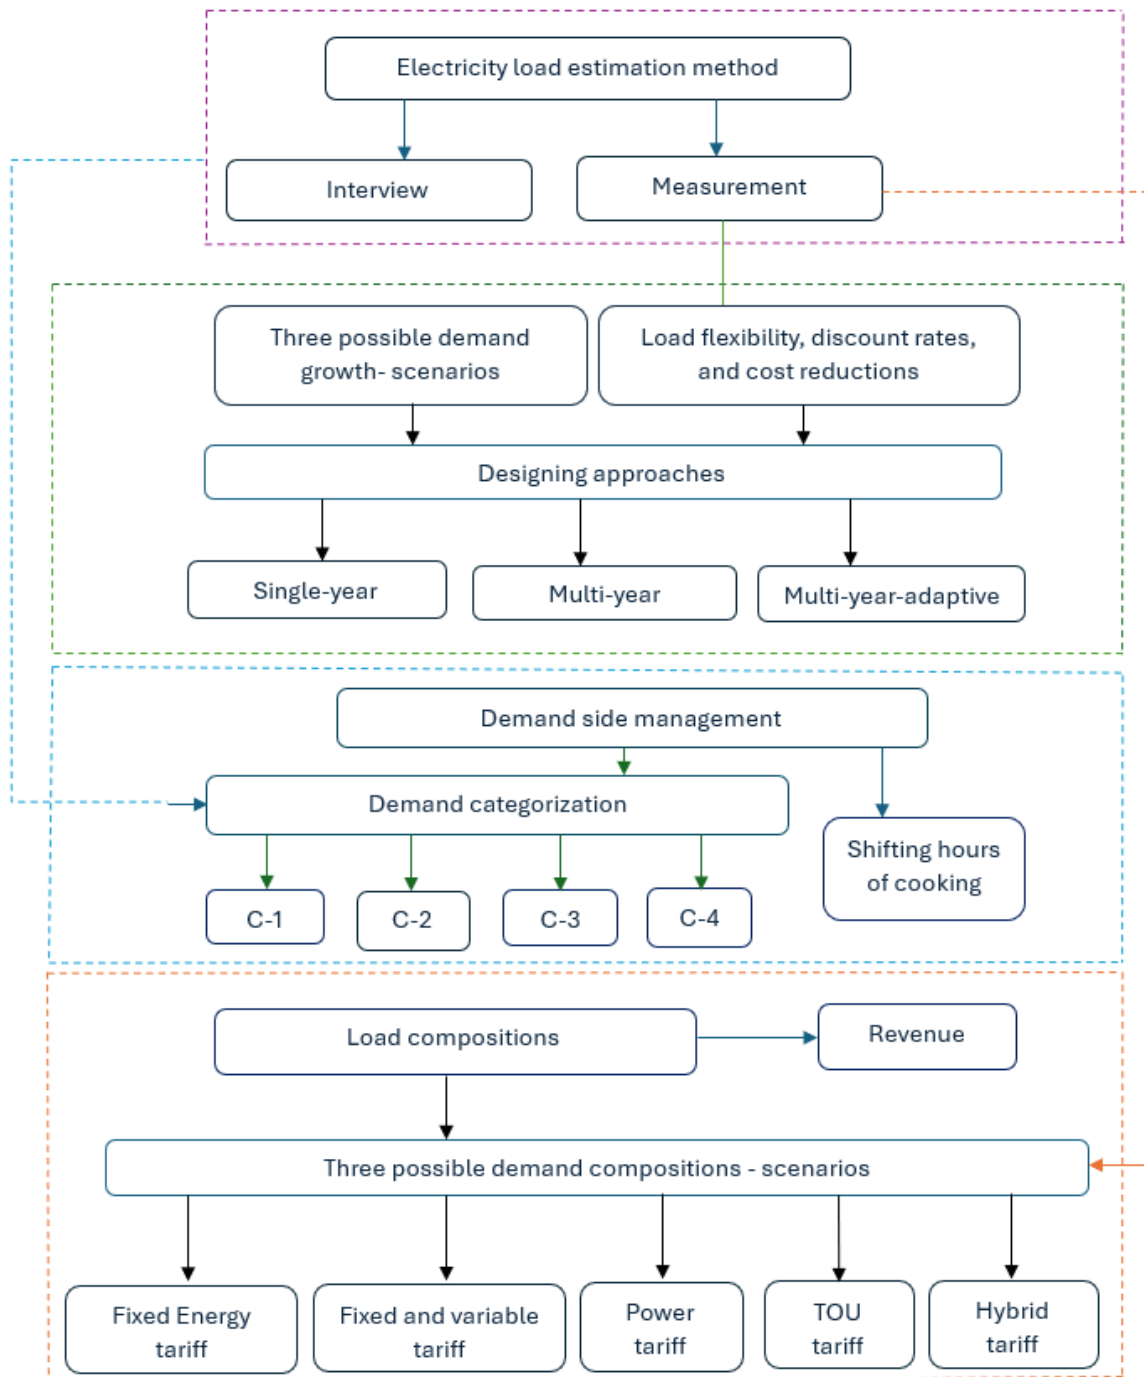 Electricity load estimation method
Interview
Measurement
Three possible demand
growth- scenarios
Load flexibility, discount rates,
and cost reductions
Designing approaches
Single-year
Multi-year
Multi-year-adaptive
Demand side management
Demand categorization
Shifting hours
of cooking
C-1
C-2
C-3
C-4
Load compositions
Revenue
Three possible demand compositions - scenarios
Fixed Energy
tariff
Fixed and variable
tariff
Power
tariff
TOU
tariff
Hybrid
tariff